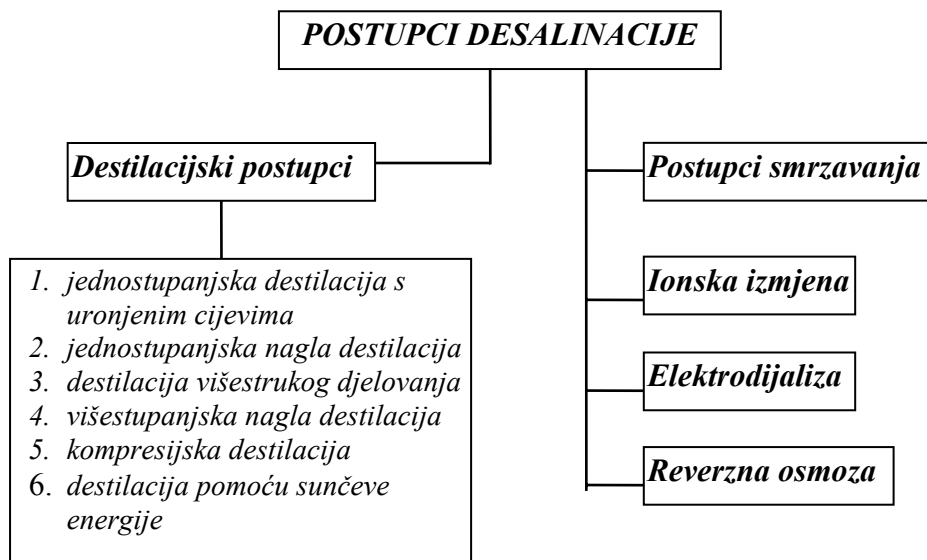 POSTUPCI DESALINACIJE
Destilacijski postupci
1. jednostupanjska destilacija s
uronjenim cijevima
2. jednostupanjska nagla destilacija
3. destilacija višestrukog djelovanja
4. višestupanjska nagla destilacija
5. kompresijska destilacija
6. destilacija pomoću sunčeve
energije
Postupci smrzavanja
Ionska izmjena
Elektrodijaliza
Reverzna osmoza